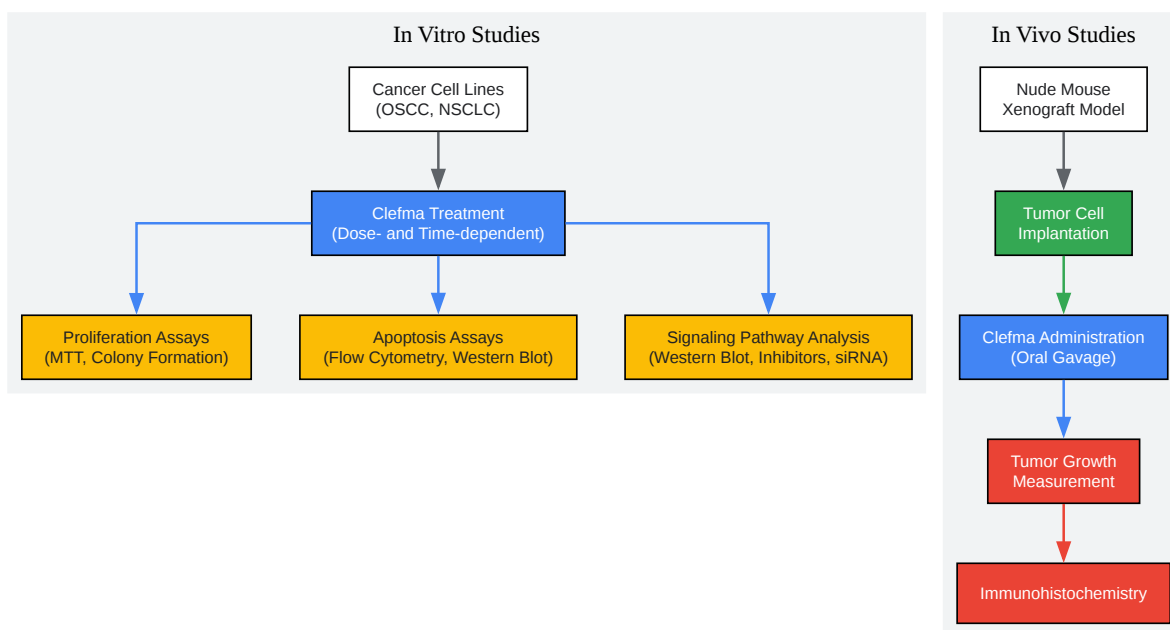 In Vitro Studies
Cancer Cell Lines
(OSCC, NSCLC)
Clefma Treatment
(Dose- and Time-dependent)
Proliferation Assays
(MTT, Colony Formation)
Apoptosis Assays
(Flow Cytometry, Western Blot)
Signaling Pathway Analysis
(Western Blot, Inhibitors, siRNA)
In Vivo Studies
Nude Mouse
Xenograft Model
Tumor Cell
Implantation
Clefma Administration
(Oral Gavage)
Tumor Growth
Measurement
Immunohistochemistry